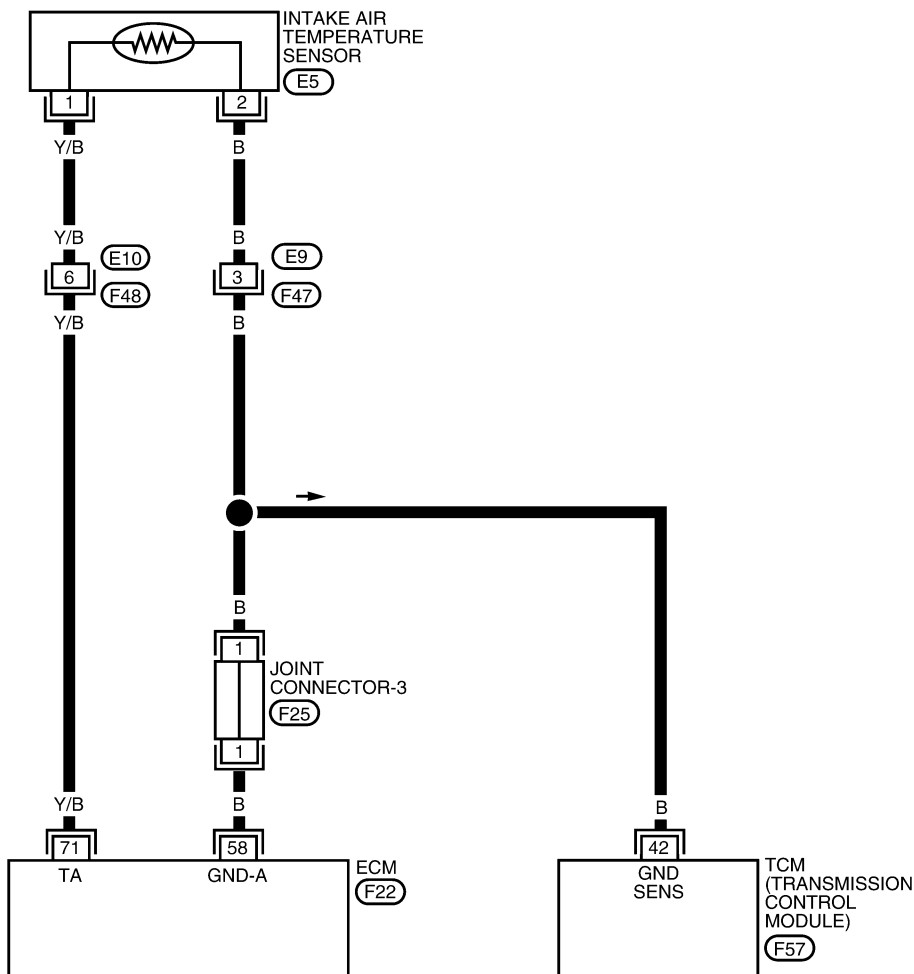 INTAKE AIR
TEMPERATURE
SENSOR
E5
1
2
Y/B
B
Y/B
B
E10
E9
6
3
F48
F47
Y/B
B
B
1
JOINT
CONNECTOR-3
F25
1
Y/B
B
B
71
58
42
TA
GND-A
ECM
F22
GND
SENS
TCM
(TRANSMISSION
CONTROL
MODULE)
F57